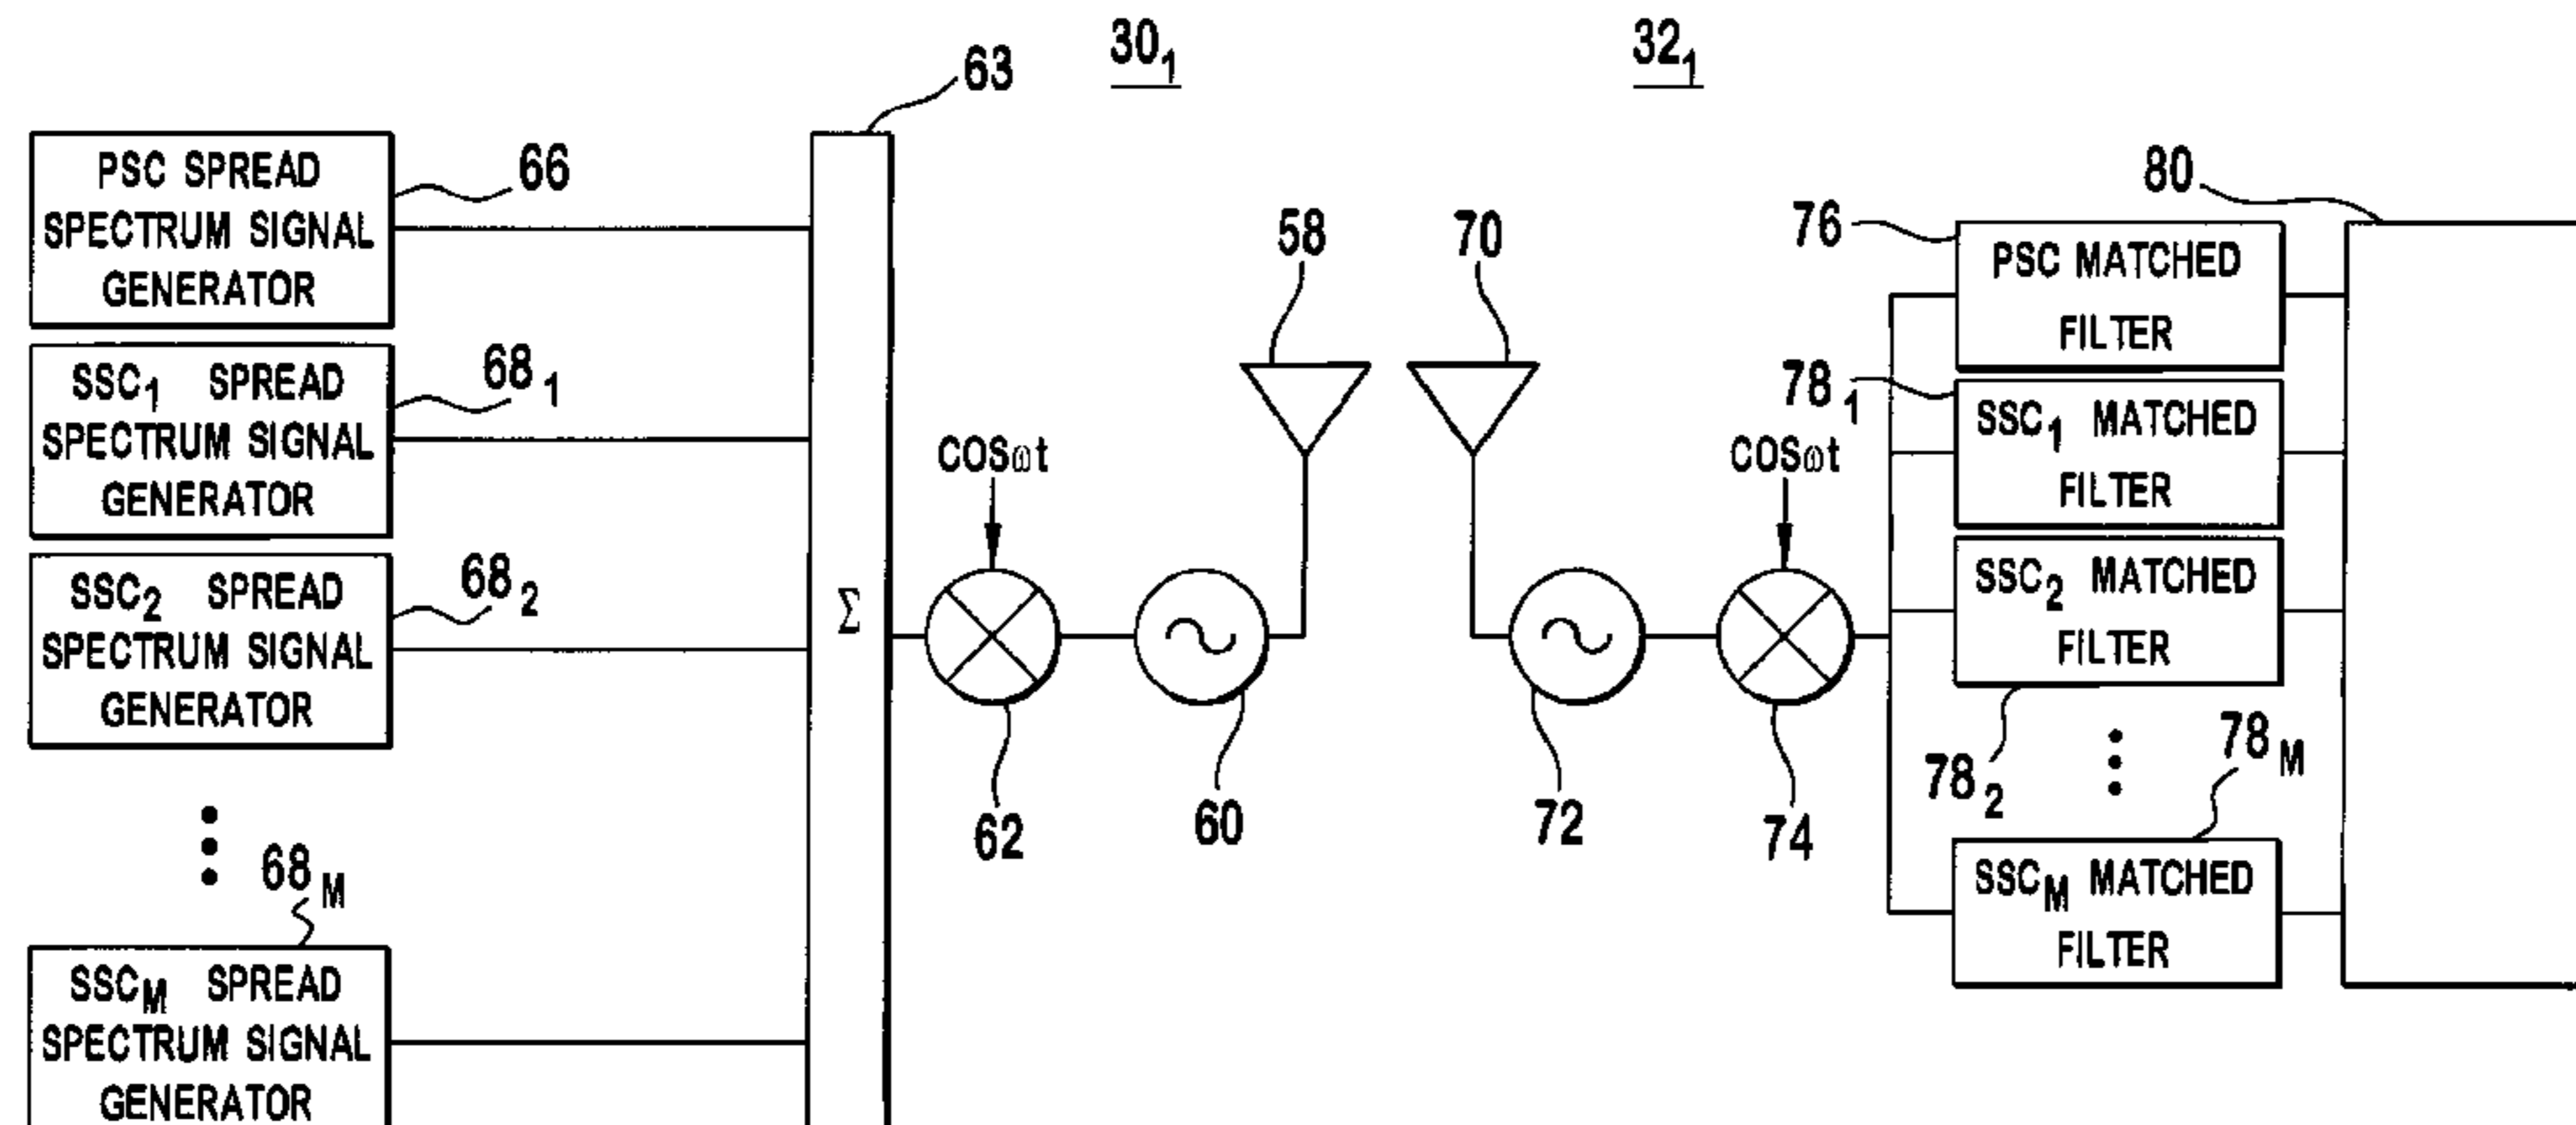 30₁
32₁
63
PSC SPREAD
SPECTRUM SIGNAL
GENERATOR
66
SSC₁ SPREAD
SPECTRUM SIGNAL
GENERATOR
68₁
SSC₂ SPREAD
SPECTRUM SIGNAL
GENERATOR
68₂
68M
SSCM SPREAD
SPECTRUM SIGNAL
GENERATOR
Σ
COSωt
62
60
58
70
72
COSωt
74
76
PSC MATCHED
FILTER
78₁
SSC₁ MATCHED
FILTER
SSC₂ MATCHED
FILTER
78₂
78M
SSCM MATCHED
FILTER
80